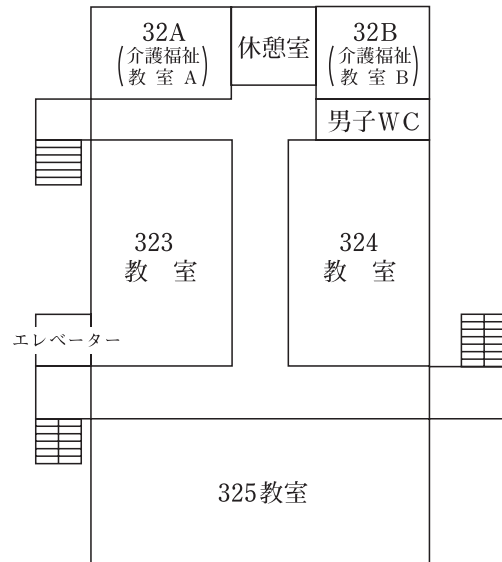 32A
(介護福祉
教室 A)
休憩室
32B
(介護福祉
教室 B)
男子WC
323
教 室
324
教 室
エレベーター
325教室